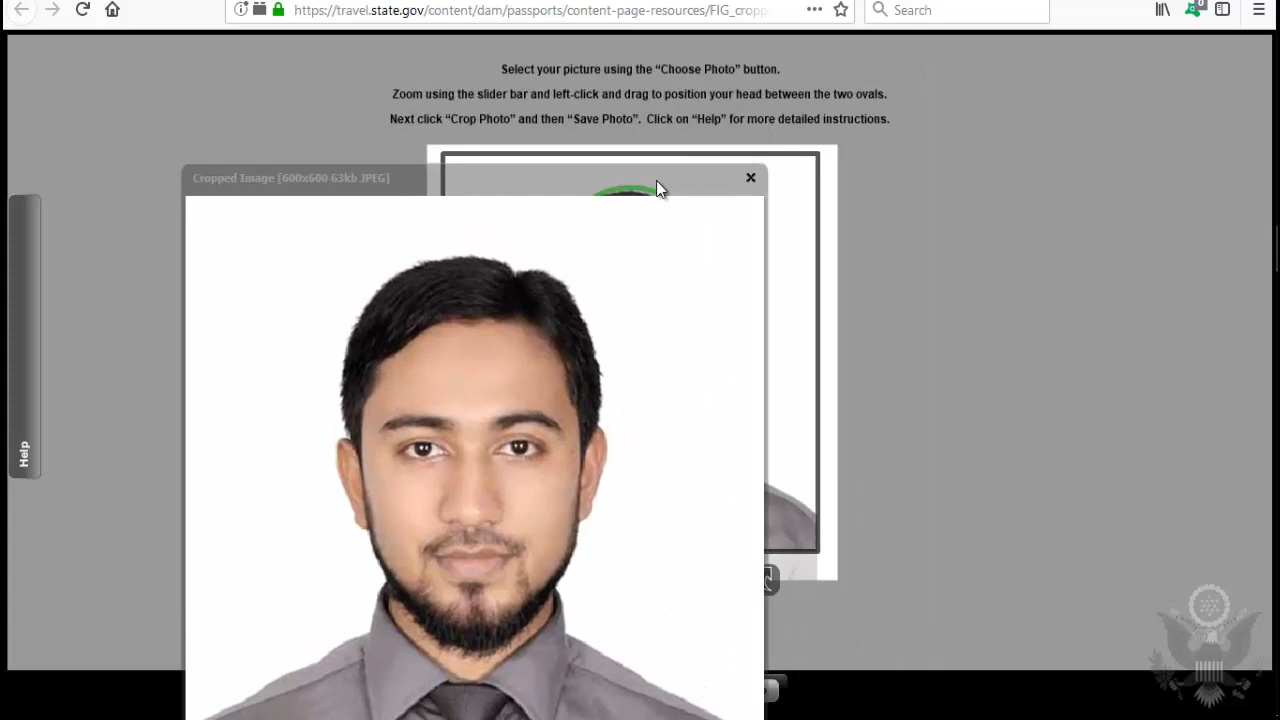 https://travel.state.gov/content/dam/passports/content-page-resources/FIG_cropp
Search
Select your picture using the “Choose Photo” button.
Zoom using the slider bar and left-click and drag to position your head between the two ovals.
Next click “Crop Photo” and then “Save Photo”. Click on “Help” for more detailed instructions.
Cropped Image [600x600 63kb JPEG]
Help